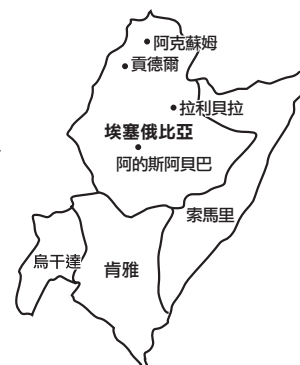 阿克蘇姆
貢德爾
拉利貝拉
埃塞俄比亞
阿的斯阿貝巴
索馬里
烏干達
肯雅